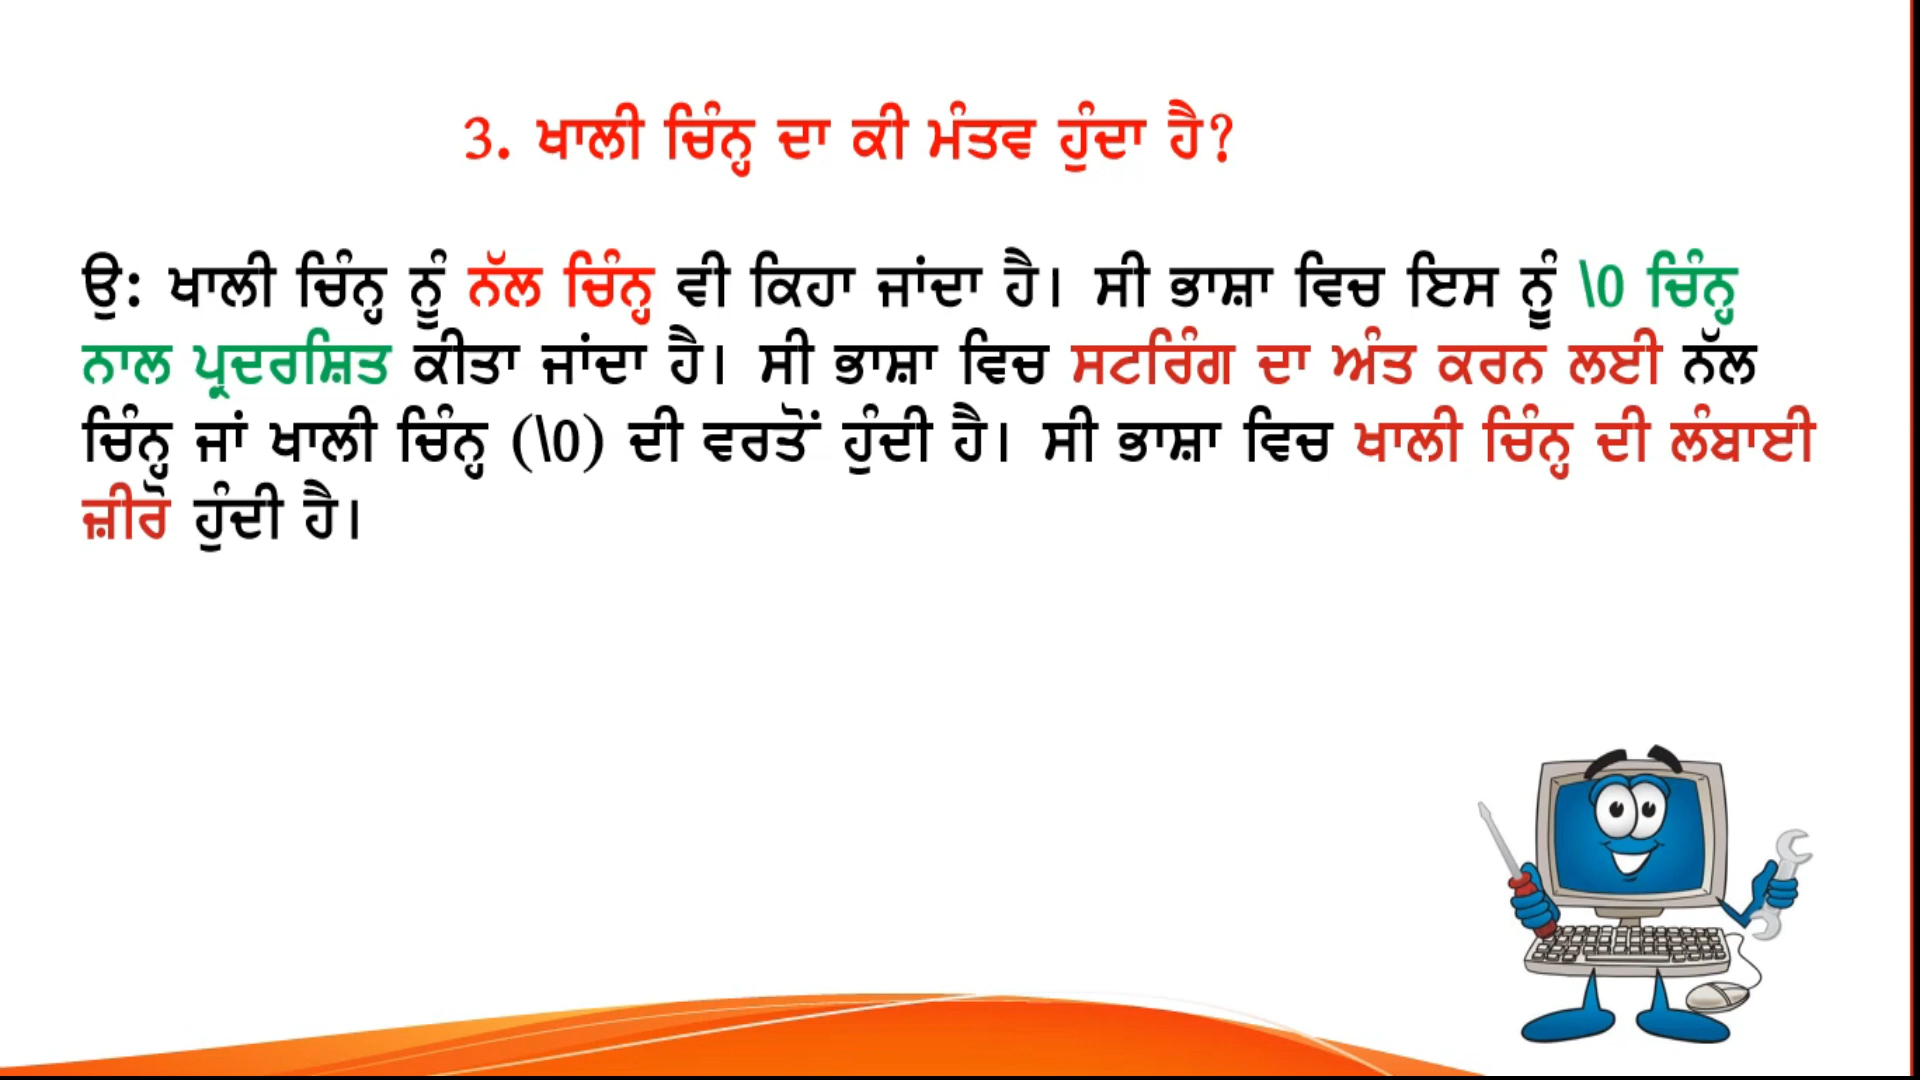 3. ਖਾਲੀ ਚਿੰਨ੍ਹ ਦਾ ਕੀ ਮੰਤਵ ਹੁੰਦਾ ਹੈ?
ਉ: ਖਾਲੀ ਚਿੰਨ੍ਹ ਨੂੰ ਨੱਲ ਚਿੰਨ੍ਹ ਵੀ ਕਿਹਾ ਜਾਂਦਾ ਹੈ। ਸੀ ਭਾਸ਼ਾ ਵਿਚ ਇਸ ਨੂੰ \0 ਚਿੰਨ੍ਹ
ਨਾਲ ਪ੍ਰਦਰਸ਼ਿਤ ਕੀਤਾ ਜਾਂਦਾ ਹੈ। ਸੀ ਭਾਸ਼ਾ ਵਿਚ ਸਟਰਿੰਗ ਦਾ ਅੰਤ ਕਰਨ ਲਈ ਨੱਲ
ਚਿੰਨ੍ਹ ਜਾਂ ਖਾਲੀ ਚਿੰਨ੍ਹ (\0) ਦੀ ਵਰਤੋਂ ਹੁੰਦੀ ਹੈ। ਸੀ ਭਾਸ਼ਾ ਵਿਚ ਖਾਲੀ ਚਿੰਨ੍ਹ ਦੀ ਲੰਬਾਈ
ਜ਼ੀਰੋ ਹੁੰਦੀ ਹੈ।